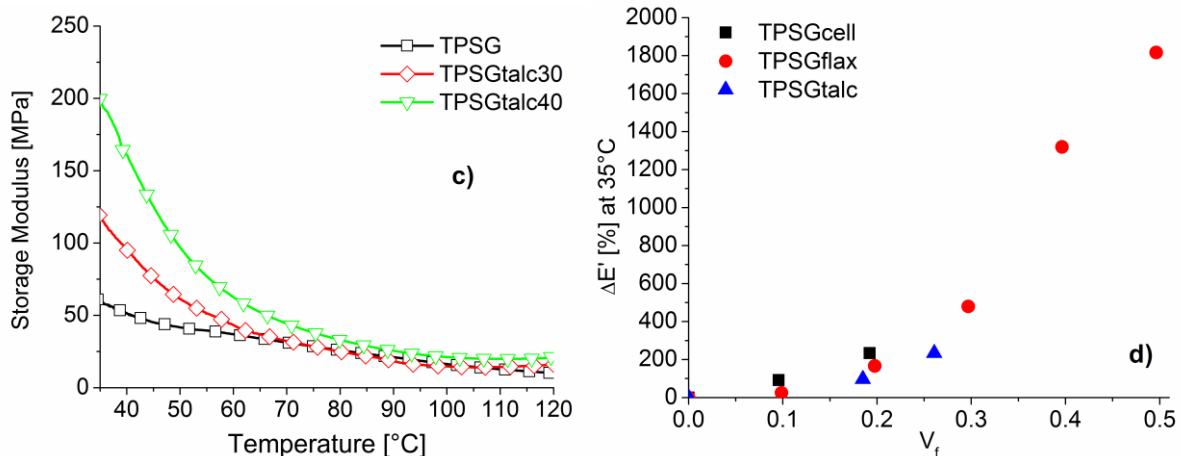 250
200
150
100
50
0
Storage Modulus [MPa]
TPSG
TPSGtalc30
TPSGtalc40
c)
40 50 60 70 80 90 100 110 120
Temperature [°C]
2000
1800
1600
1400
1200
1000
800
600
400
200
0
ΔE' [%] at 35°C
TPSGcell
TPSGflax
TPSGtalc
d)
0.0 0.1 0.2 0.3 0.4 0.5
Vf